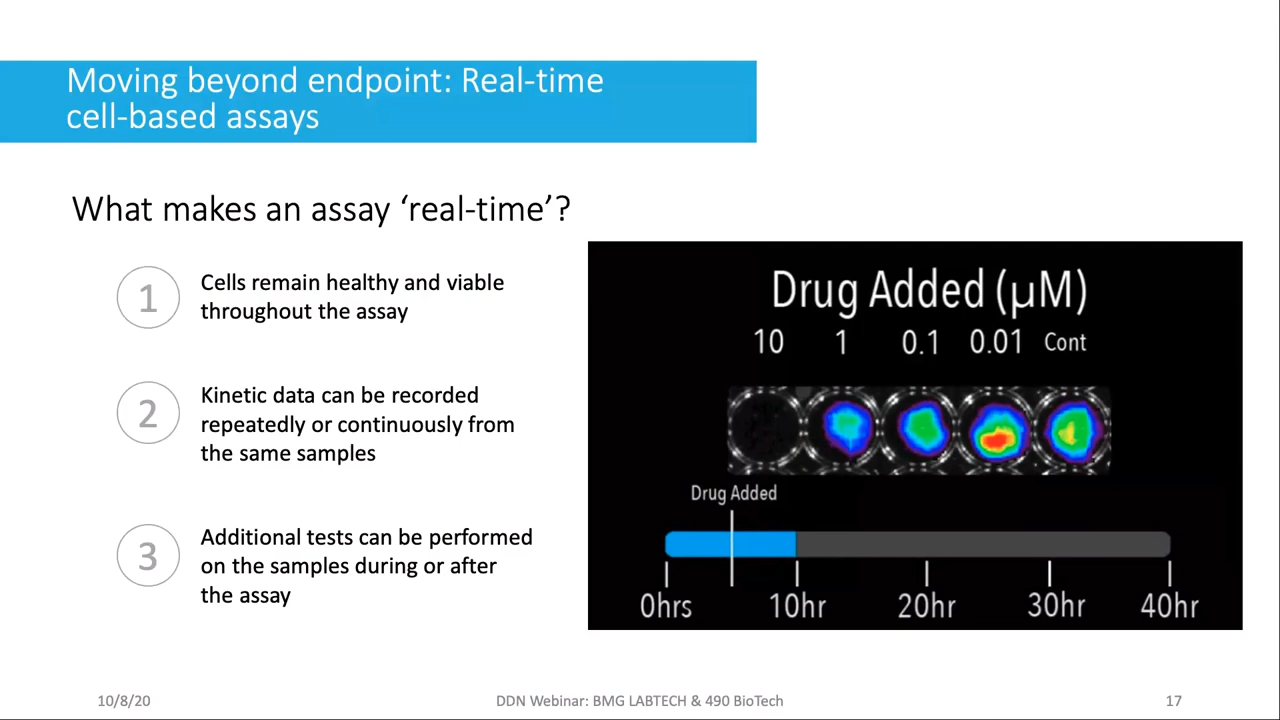 Moving beyond endpoint: Real-time
cell-based assays
What makes an assay ‘real-time’?
1
Cells remain healthy and viable
throughout the assay
2
Kinetic data can be recorded
repeatedly or continuously from
the same samples
3
Additional tests can be performed
on the samples during or after
the assay
Drug Added (µM)
10 1 0.1 0.01 Cont
Drug Added
0hrs 10hr 20hr 30hr 40hr
10/8/20
DDN Webinar: BMG LABTECH & 490 BioTech
17